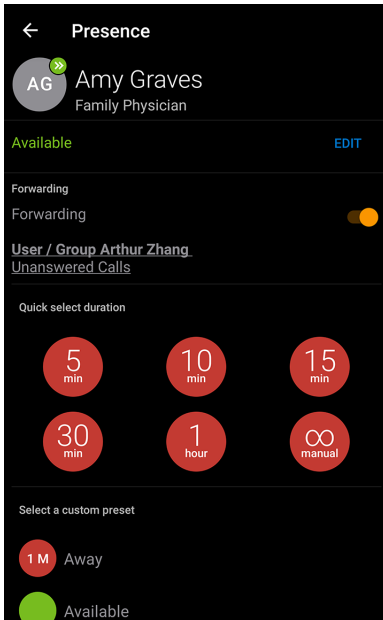 Presence
AG
Amy Graves
Family Physician
Available
EDIT
Forwarding
Forwarding
User / Group Arthur Zhang
Unanswered Calls
Quick select duration
5
min
10
min
15
min
30
min
1
hour
∞
manual
Select a custom preset
1 M
Away
Available